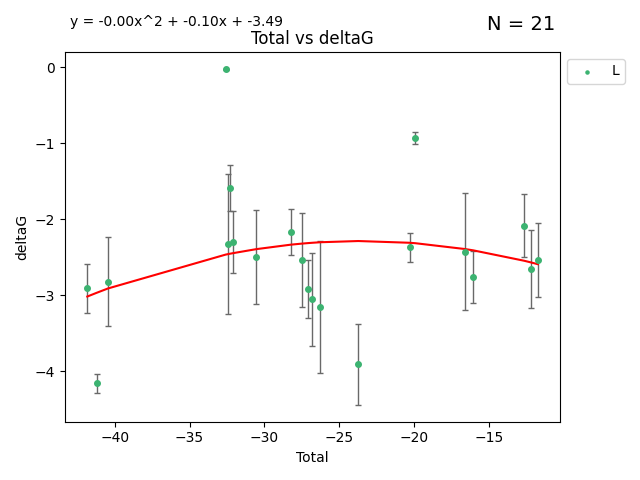 y = -0.00x^2 + -0.10x + -3.49
N = 21
Total vs deltaG
L
0
−1
−2
−3
−4
deltaG
−40 −35 −30 −25 −20 −15
Total